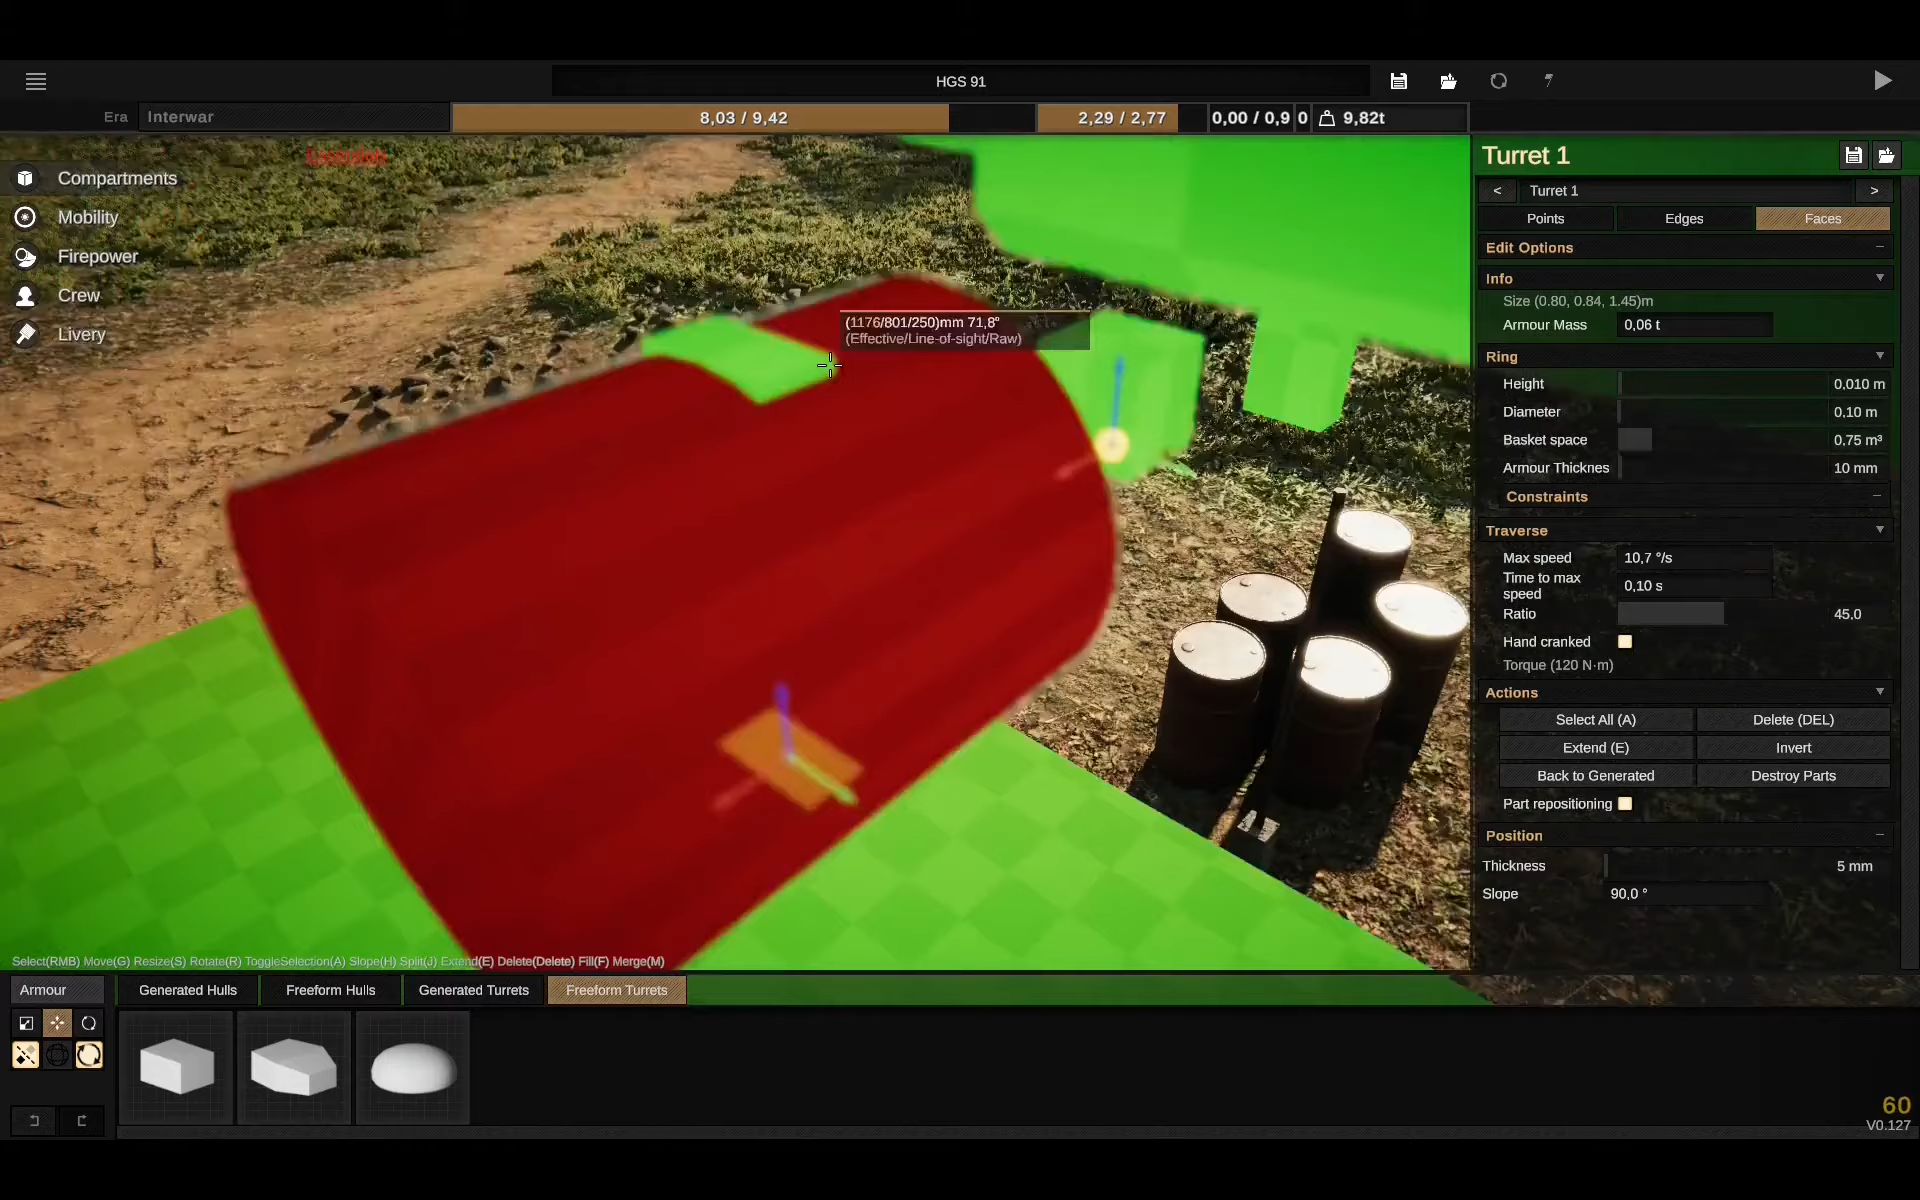 HGS 91
Era
Interwar
8,03 / 9,42
2,29 / 2,77
0,00 / 0,9
0
9,82t
Compartments
Mobility
Firepower
Crew
Livery
(1176/801/250)mm 71,8°
(Effective/Line-of-sight/Raw)
Turret 1
<
Turret 1
>
Points
Edges
Faces
Edit Options
Info
Size (0.80, 0.84, 1.45)m
Armour Mass
0,06 t
Ring
Height
0,010 m
Diameter
0,10 m
Basket space
0,75 m³
Armour Thicknes
10 mm
Constraints
Traverse
Max speed
10,7 °/s
Time to max
speed
0,10 s
Ratio
45.0
Hand cranked
Torque (120 N·m)
Actions
Select All (A)
Delete (DEL)
Extend (E)
Invert
Back to Generated
Destroy Parts
Part repositioning
Position
Thickness
5 mm
Slope
90,0 °
Select(RMB) Move(G) Resize(S) Rotate(R) ToggleSelection(A) Slope(H) Split(J) Extend(E) Delete(Delete) Fill(F) Merge(M)
Armour
Generated Hulls
Freeform Hulls
Generated Turrets
Freeform Turrets
60
V0.127